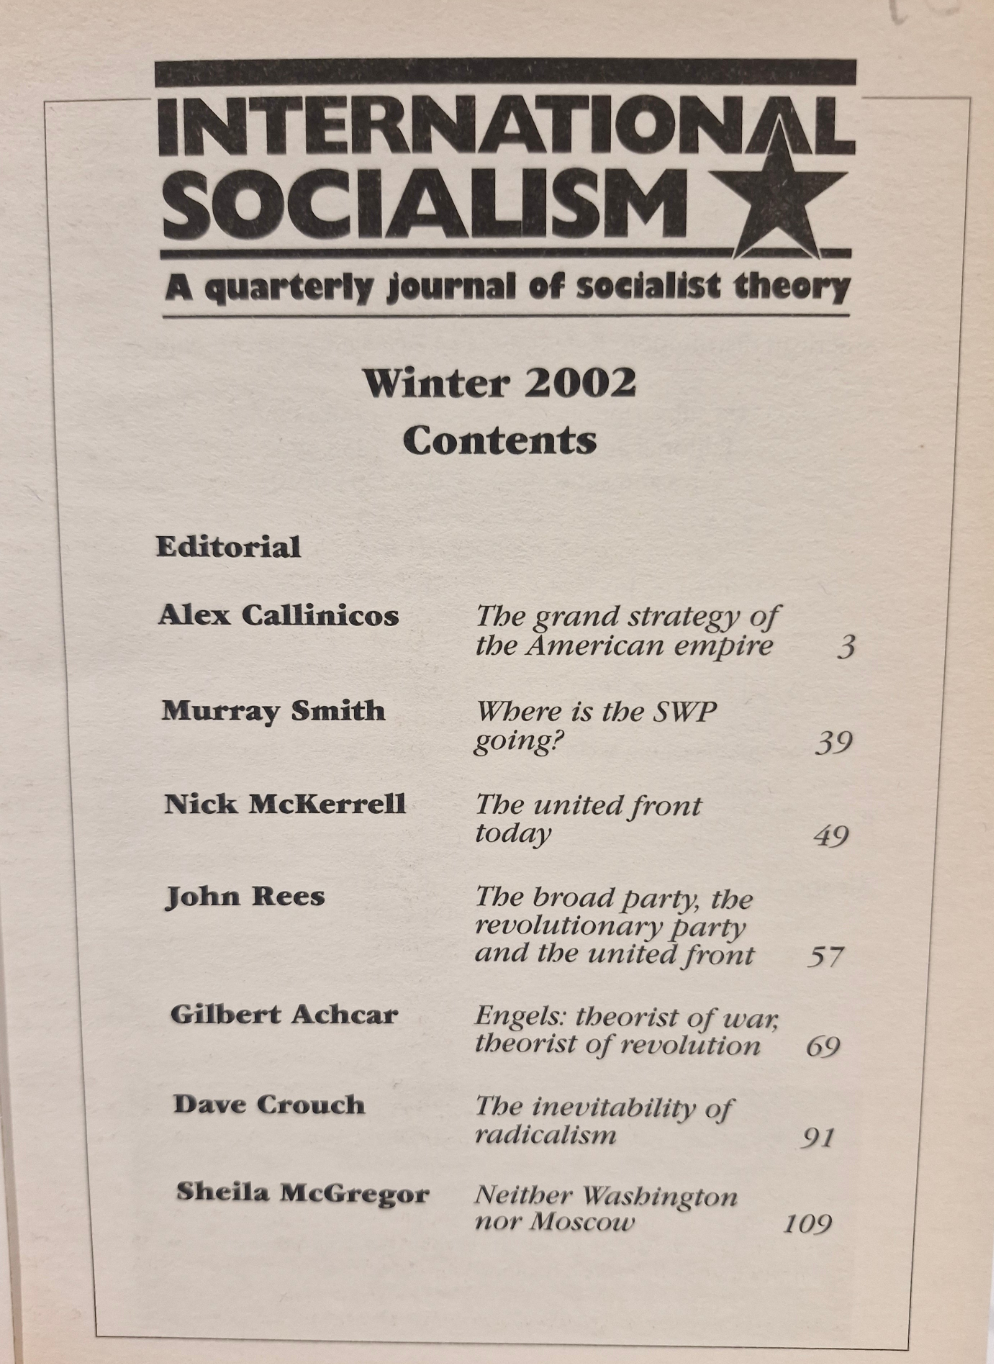 INTERNATIONAL
SOCIALISM
A quarterly journal of socialist theory
Winter 2002
Contents
Editorial
Alex Callinicos The grand strategy of
the American empire 3
Murray Smith Where is the SWP
going? 39
Nick McKerrell The united front
today 49
John Rees The broad party, the
revolutionary party
and the united front 57
Gilbert Achcar Engels: theorist of war,
theorist of revolution 69
Dave Crouch The inevitability of
radicalism 91
Sheila McGregor Neither Washington
nor Moscow 109